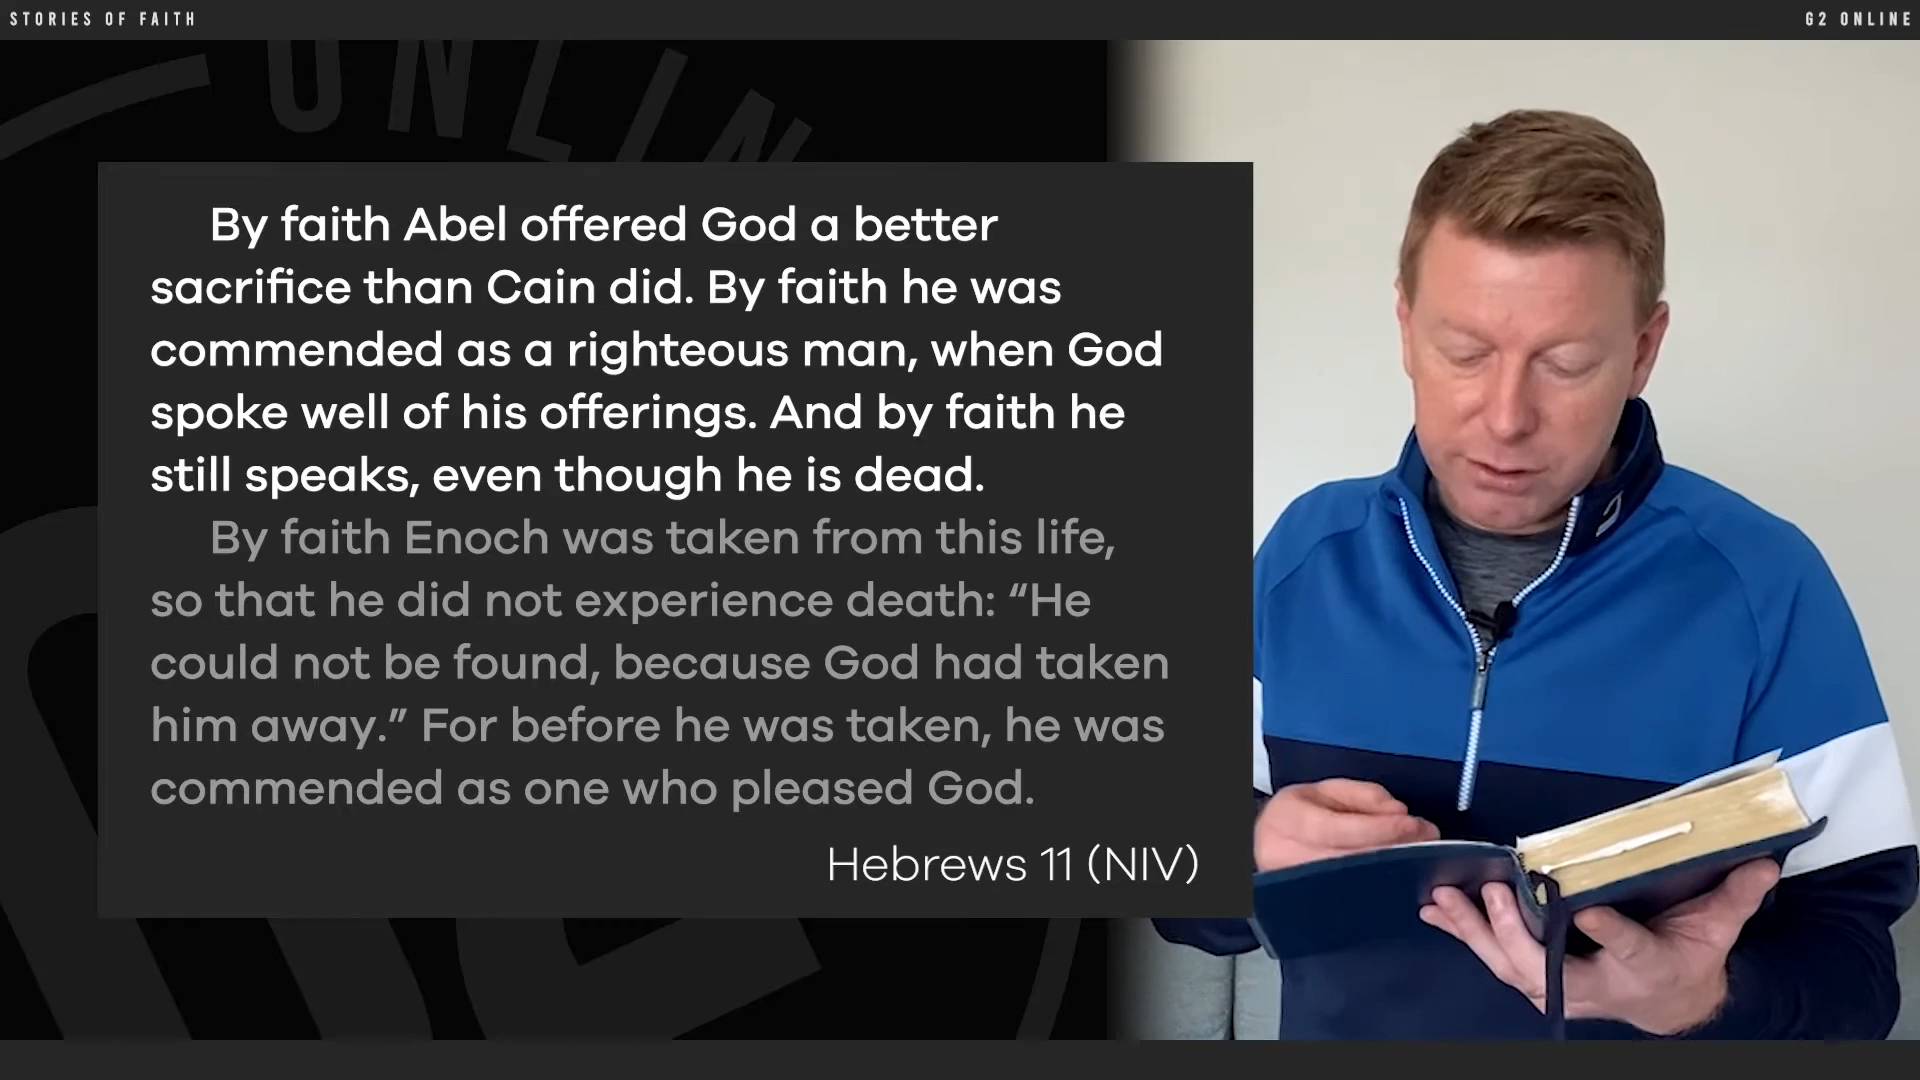 STORIES OF FAITH
G2 ONLINE
ONLIN
By faith Abel offered God a better
sacrifice than Cain did. By faith he was
commended as a righteous man, when God
spoke well of his offerings. And by faith he
still speaks, even though he is dead.
By faith Enoch was taken from this life,
so that he did not experience death: “He
could not be found, because God had taken
him away.” For before he was taken, he was
commended as one who pleased God.
Hebrews 11 (NIV)